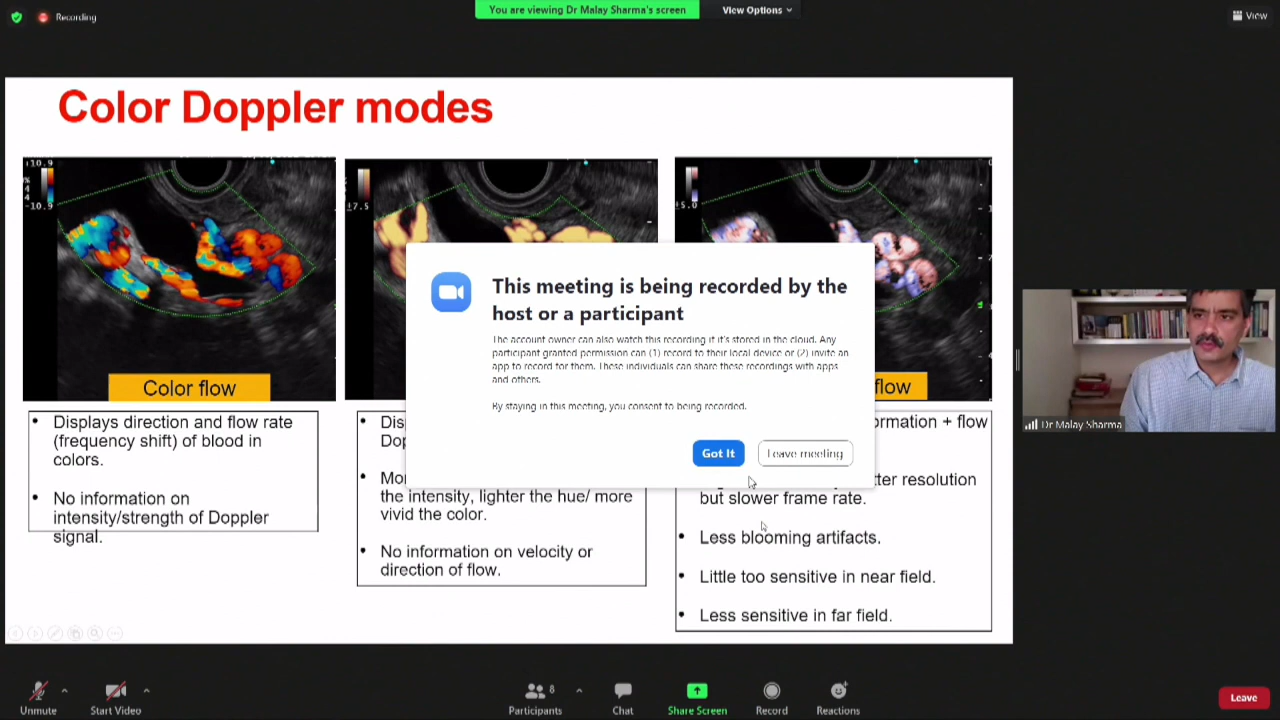 Recording
You are viewing Dr Malay Sharma's screen
View Options
View
Color Doppler modes
-10.9
±7.5
±5.0
Color flow
flow
Displays direction and flow rate
(frequency shift) of blood in
colors.
No information on
intensity/strength of Doppler
signal.
the intensity, lighter the hue/ more
vivid the color.
No information on velocity or
direction of flow.
+ flow
resolution
but slower frame rate.
Less blooming artifacts.
Little too sensitive in near field.
Less sensitive in far field.
This meeting is being recorded by the
host or a participant
The account owner can also watch this recording if it's stored in the cloud. Any
participant granted permission can (1) record to their local device or (2) invite an
app to record for them. These individuals can share these recordings with apps
and others.
By staying in this meeting, you consent to being recorded.
Got It
Leave meeting
Dr Malay Sharma
Unmute
Start Video
Participants
8
Chat
Share Screen
Record
Reactions
Leave